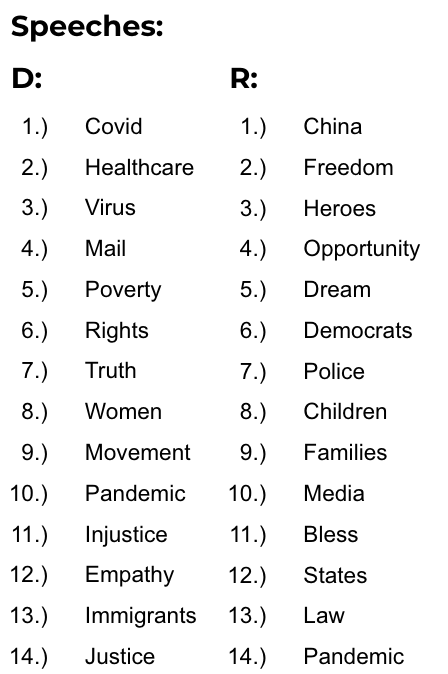 Speeches:
D: R:
1.) Covid 1.) China
2.) Healthcare 2.) Freedom
3.) Virus 3.) Heroes
4.) Mail 4.) Opportunity
5.) Poverty 5.) Dream
6.) Rights 6.) Democrats
7.) Truth 7.) Police
8.) Women 8.) Children
9.) Movement 9.) Families
10.) Pandemic 10.) Media
11.) Injustice 11.) Bless
12.) Empathy 12.) States
13.) Immigrants 13.) Law
14.) Justice 14.) Pandemic